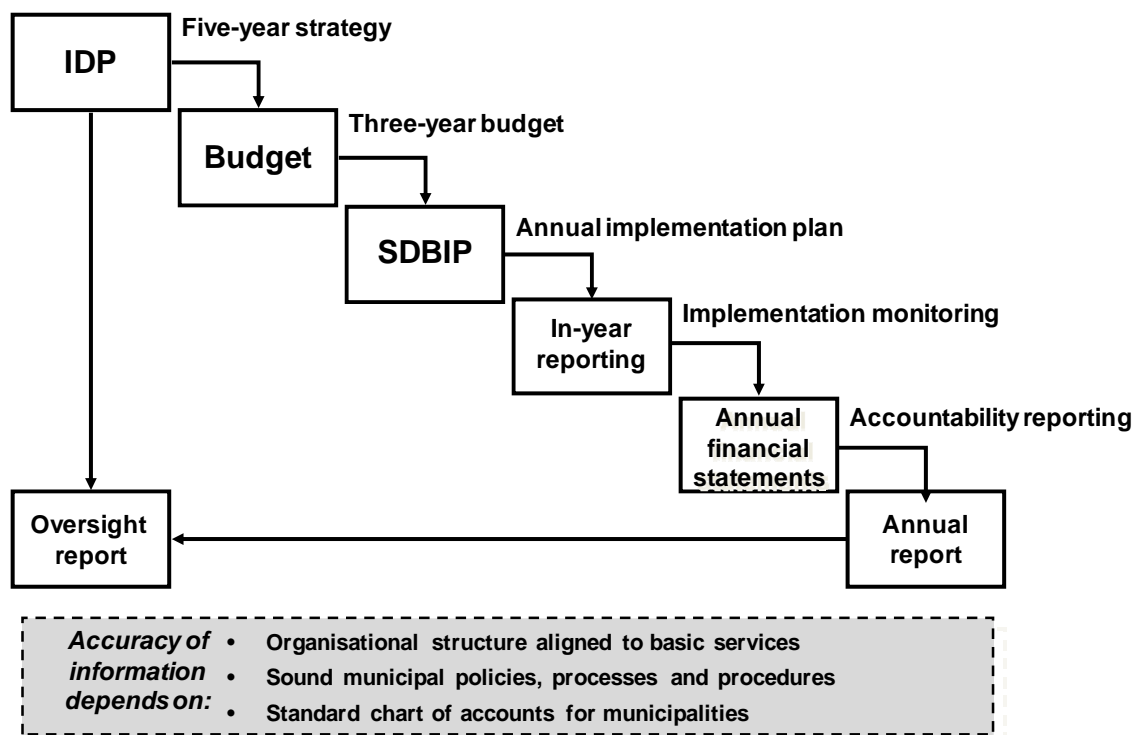 Five-year strategy
IDP
Three-year budget
Budget
Annual implementation plan
SDBIP
Implementation monitoring
In-year
reporting
Accountability reporting
Annual
financial
statements
Oversight
report
Annual
report
Accuracy of
information
depends on:
• Organisational structure aligned to basic services
• Sound municipal policies, processes and procedures
• Standard chart of accounts for municipalities